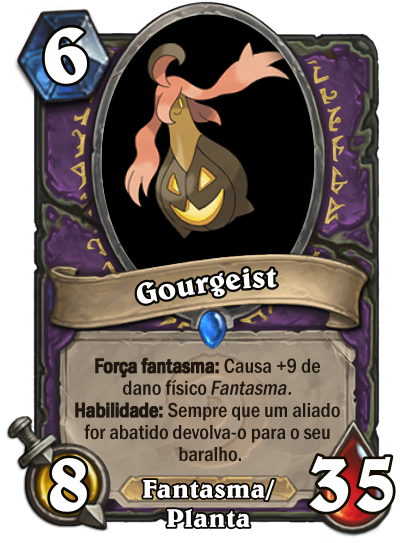 6
Gourgeist
Força fantasma: Causa +9 de
dano físico Fantasma.
Habilidade: Sempre que um aliado
for abatido devolva-o para o seu
baralho.
8
Fantasma/
Planta
35